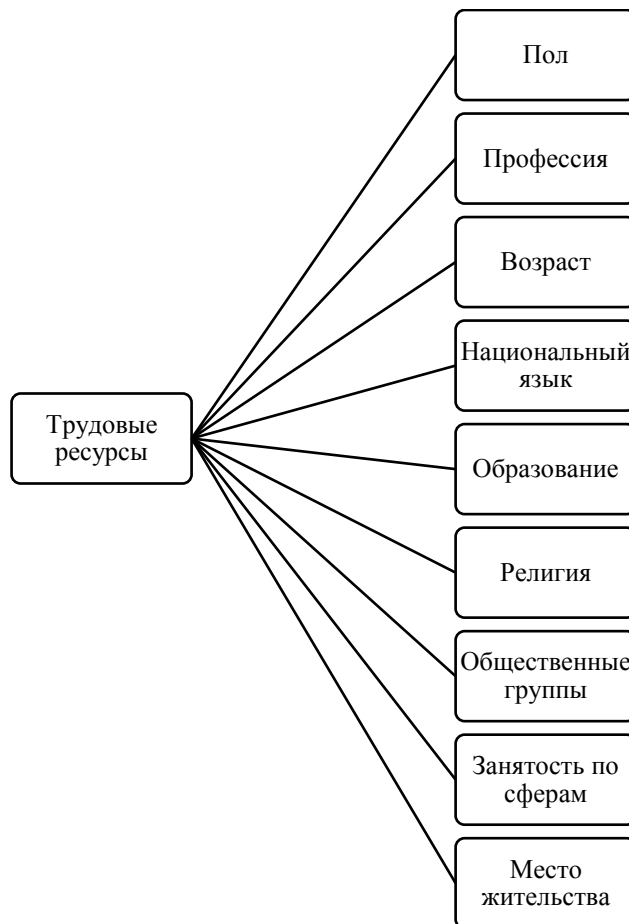 Пол
Профессия
Возраст
Национальный
язык
Трудовые
ресурсы
Образование
Религия
Общественные
группы
Занятость по
сферам
Место
жительства